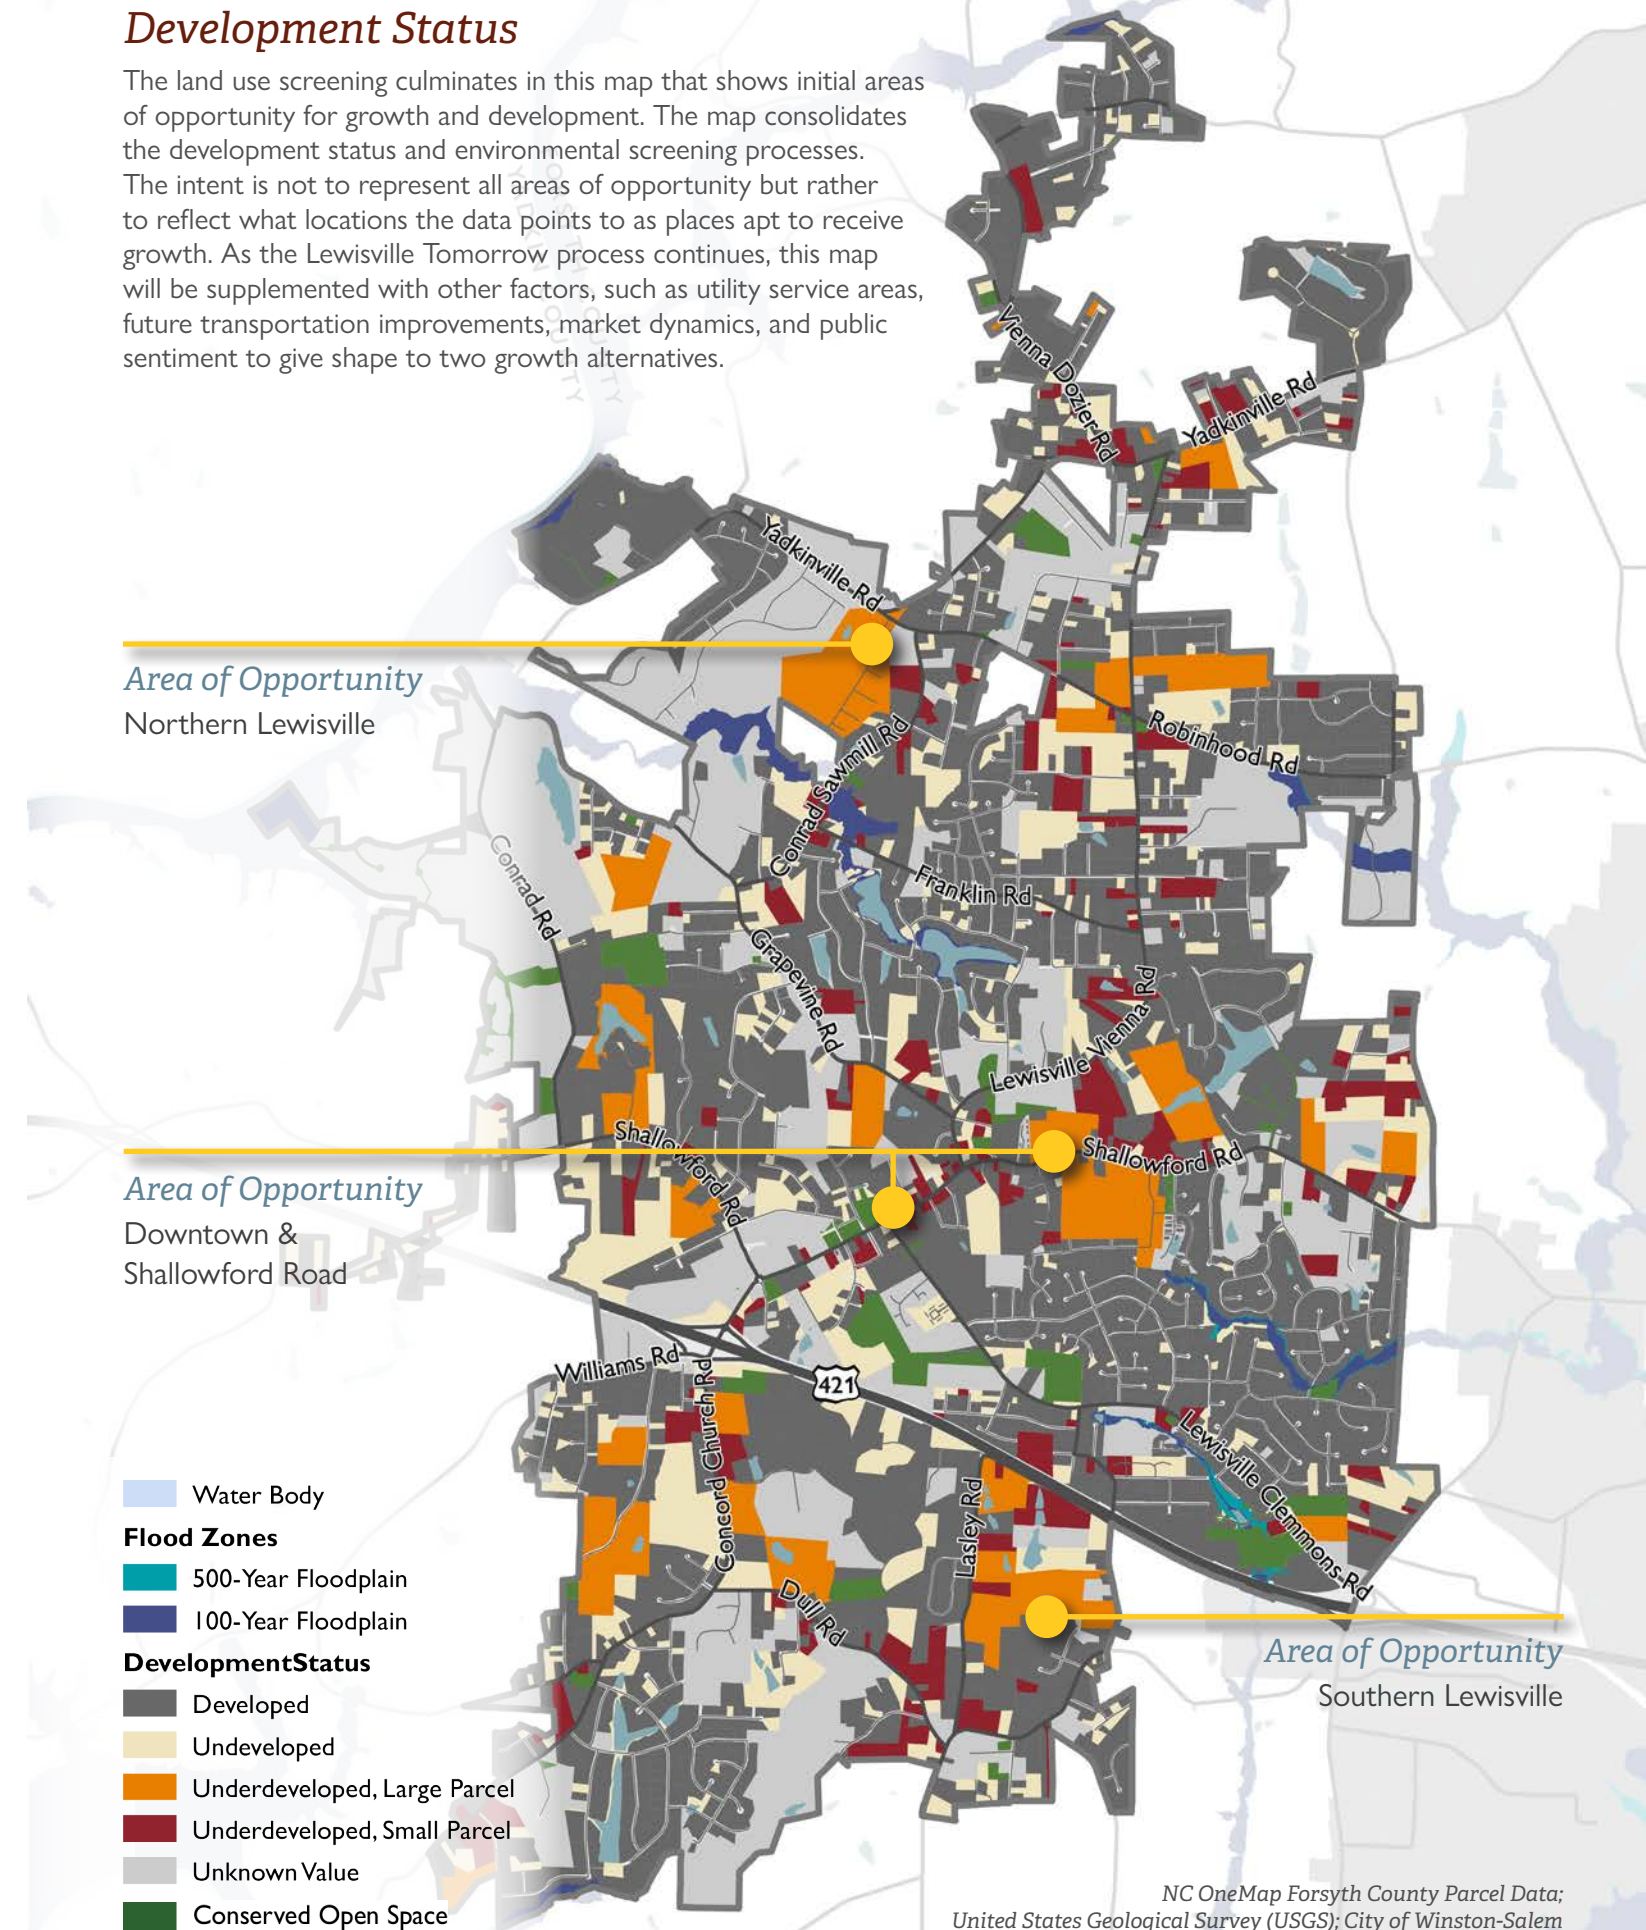 Development Status
The land use screening culminates in this map that shows initial areas
of opportunity for growth and development. The map consolidates
the development status and environmental screening processes.
The intent is not to represent all areas of opportunity but rather
to reflect what locations the data points to as places apt to receive
growth. As the Lewisville Tomorrow process continues, this map
will be supplemented with other factors, such as utility service areas,
future transportation improvements, market dynamics, and public
sentiment to give shape to two growth alternatives.
Vienna Dozier Rd
Yadkinville Rd
Yadkinville Rd
Area of Opportunity
Northern Lewisville
Robinhood Rd
Conrad Sawmill Rd
Conrad Rd
Franklin Rd
Grapevine Rd
Lewisville Vienna Rd
Shallowford Rd
Shallowford Rd
Area of Opportunity
Downtown &
Shallowford Road
Williams Rd
421
Concord Church Rd
Lasley Rd
Lewisville Clemmons Rd
Dull Rd
Area of Opportunity
Southern Lewisville
Water Body
Flood Zones
500-Year Floodplain
100-Year Floodplain
DevelopmentStatus
Developed
Undeveloped
Underdeveloped, Large Parcel
Underdeveloped, Small Parcel
Unknown Value
Conserved Open Space
NC OneMap Forsyth County Parcel Data;
United States Geological Survey (USGS); City of Winston-Salem